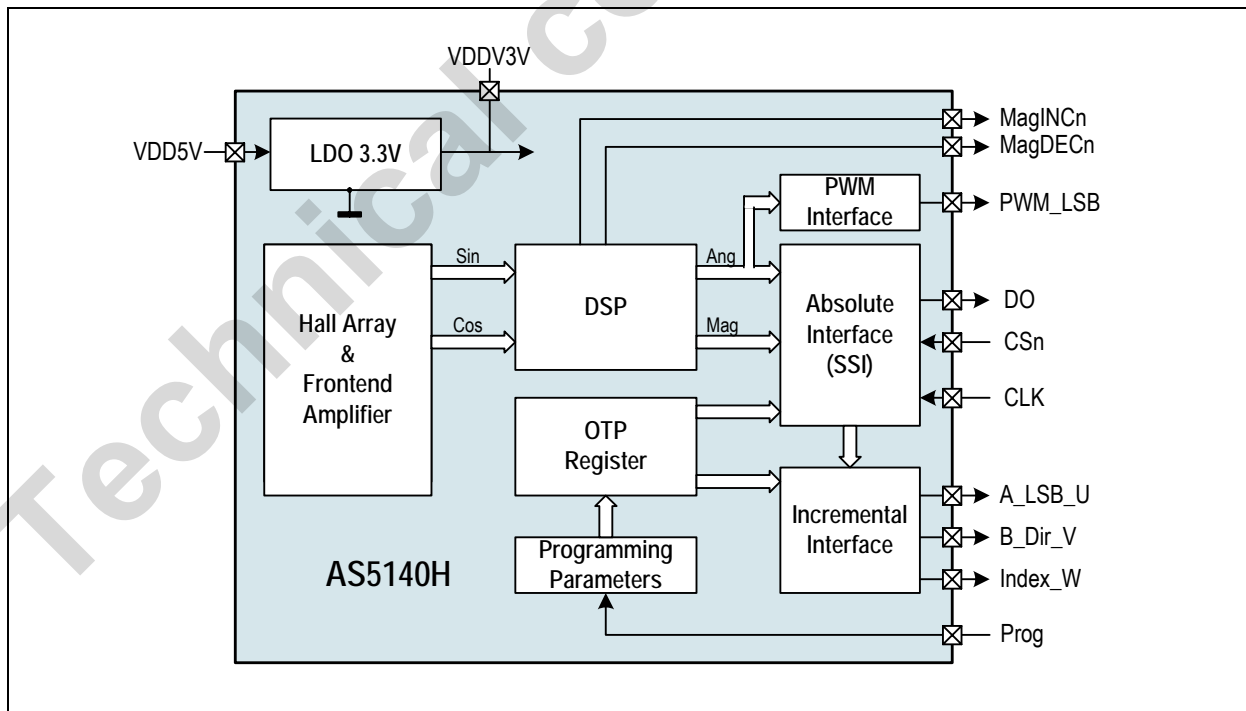 Technical co
VDDV3V
VDD5V
LDO 3.3V
MagINCn
MagDECn
PWM
Interface
PWM_LSB
Hall Array
&
Frontend
Amplifier
Sin
Cos
DSP
Ang
Mag
Absolute
Interface
(SSI)
DO
CSn
CLK
OTP
Register
Programming
Parameters
Incremental
Interface
A_LSB_U
B_Dir_V
Index_W
Prog
AS5140H